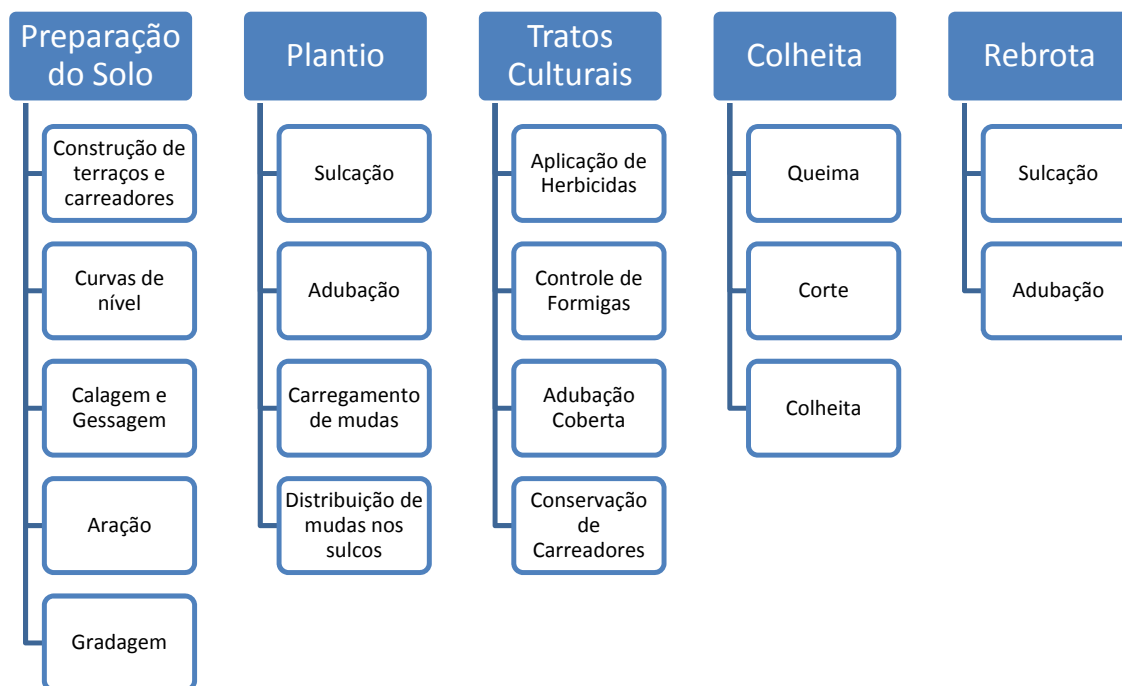 Preparação
do Solo
Construção de
terraços e
carreadores
Curvas de
nível
Calagem e
Gessagem
Aração
Gradagem
Plantio
Sulcação
Adubação
Carregamento
de mudas
Distribuição de
mudas nos
sulcos
Tratos
Culturais
Aplicação de
Herbicidas
Controle de
Formigas
Adubação
Coberta
Conservação
de
Carreadores
Colheita
Queima
Corte
Colheita
Rebrota
Sulcação
Adubação